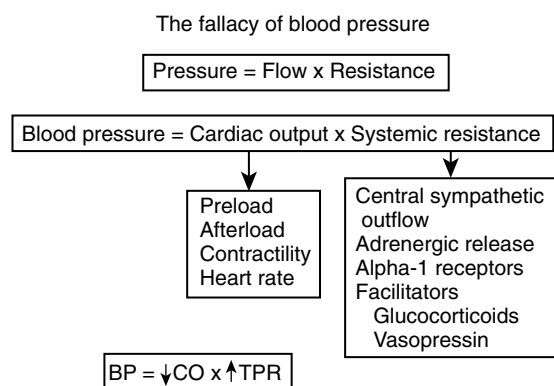 The fallacy of blood pressure
Pressure = Flow x Resistance
Blood pressure = Cardiac output x Systemic resistance
Preload
Afterload
Contractility
Heart rate
Central sympathetic
outflow
Adrenergic release
Alpha-1 receptors
Facilitators
Glucocorticoids
Vasopressin
BP = ↓CO x ↑TPR